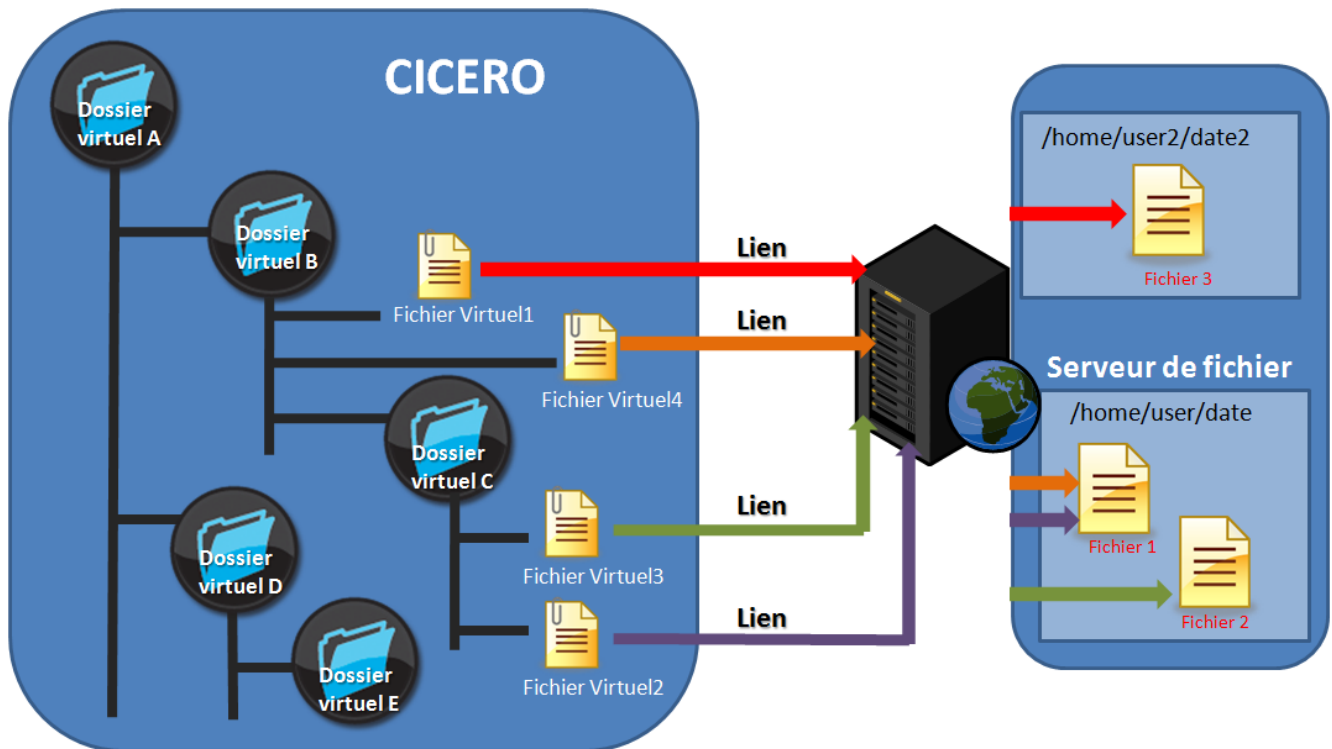 CICERO
Dossier
virtuel A
Dossier
virtuel B
Fichier Virtuel1
Fichier Virtuel4
Dossier
virtuel C
Dossier
virtuel D
Fichier Virtuel3
Dossier
virtuel E
Fichier Virtuel2
Lien
Lien
Lien
Lien
/home/user2/date2
Fichier 3
Serveur de fichier
/home/user/date
Fichier 1
Fichier 2